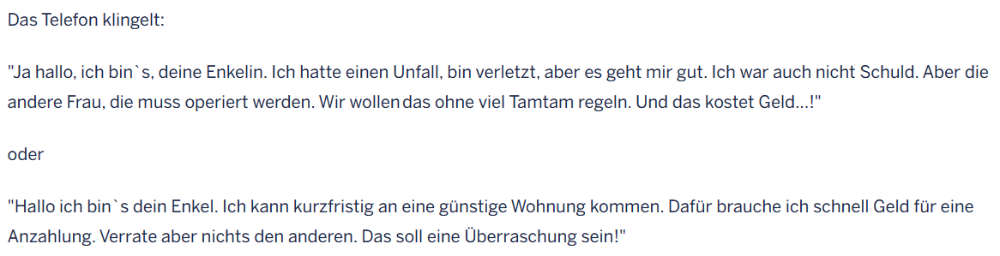 Das Telefon klingelt:
"Ja hallo, ich bin`s, deine Enkelin. Ich hatte einen Unfall, bin verletzt, aber es geht mir gut. Ich war auch nicht Schuld. Aber die
andere Frau, die muss operiert werden. Wir wollen das ohne viel Tamtam regeln. Und das kostet Geld...!"
oder
"Hallo ich bin`s dein Enkel. Ich kann kurzfristig an eine günstige Wohnung kommen. Dafür brauche ich schnell Geld für eine
Anzahlung. Verrate aber nichts den anderen. Das soll eine Überraschung sein!"